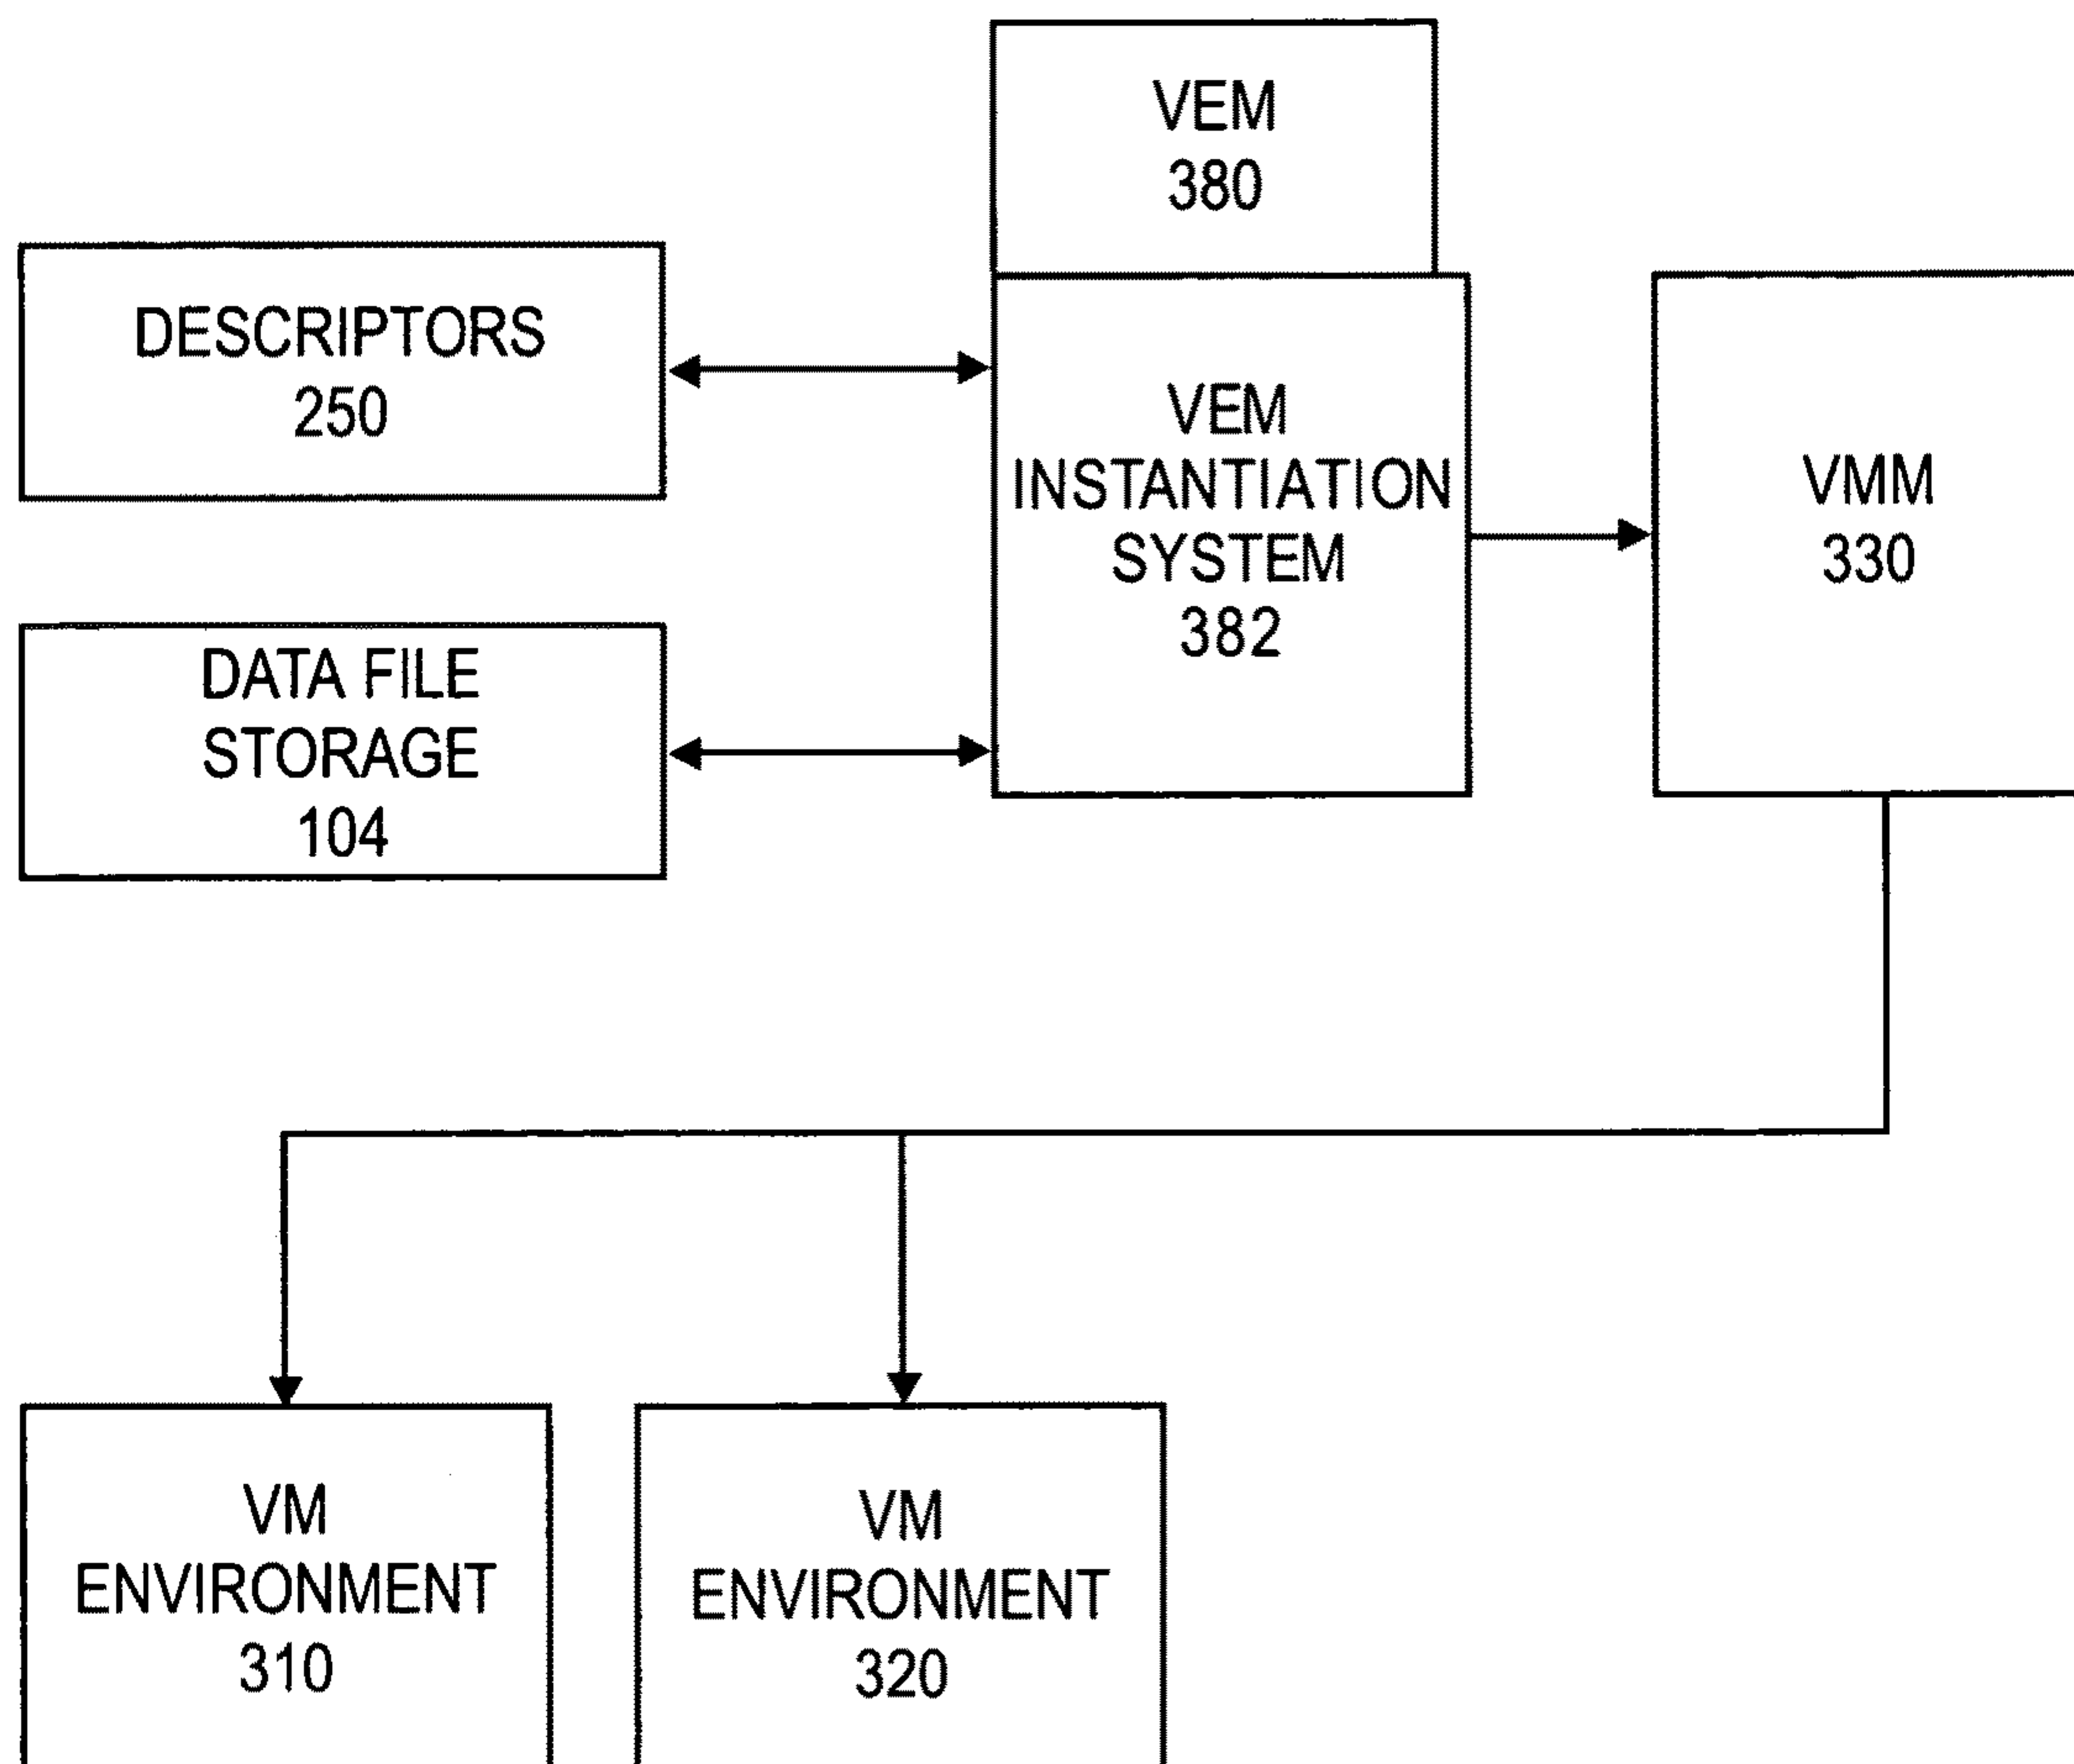 VEM
380
DESCRIPTORS
250
VEM
INSTANTIATION
SYSTEM
382
VMM
330
DATA FILE
STORAGE
104
VM
ENVIRONMENT
310
VM
ENVIRONMENT
320